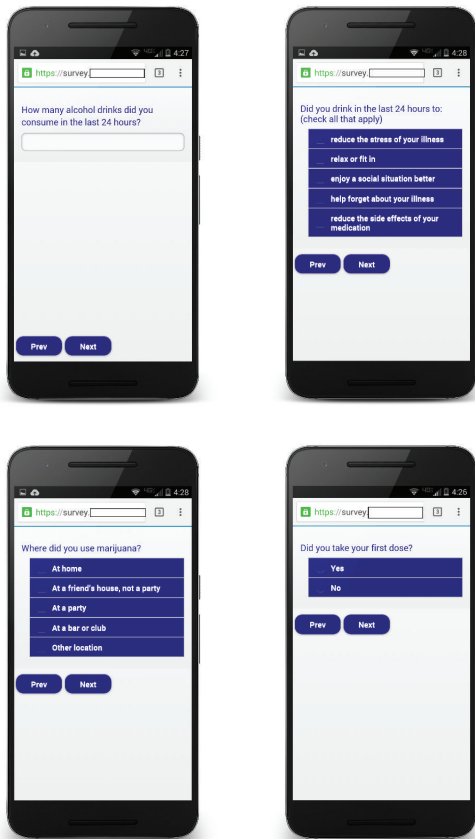 4:27
https://survey.
3
How many alcohol drinks did you
consume in the last 24 hours?
Prev Next
4:28
https://survey.
3
Did you drink in the last 24 hours to:
(check all that apply)
reduce the stress of your illness
relax or fit in
enjoy a social situation better
help forget about your illness
reduce the side effects of your
medication
Prev Next
4:28
https://survey.
3
Where did you use marijuana?
At home
At a friend's house, not a party
At a party
At a bar or club
Other location
Prev Next
4:26
https://survey.
3
Did you take your first dose?
Yes
No
Prev Next